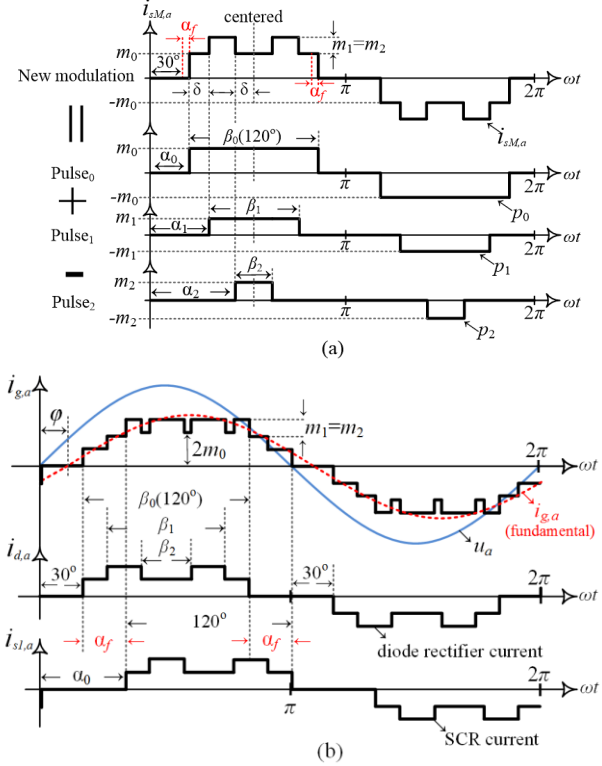 i_{sM,a}
centered
α_f
m_0
m_1=m_2
New modulation
30°
α_f
π
2π
ωt
-m_0
δ
δ
i_{sM,a}
m_0
β_0(120°)
α_0
Pulse_0
π
2π
ωt
-m_0
p_0
m_1
β_1
α_1
Pulse_1
π
2π
ωt
-m_1
p_1
m_2
β_2
α_2
Pulse_2
π
2π
ωt
-m_2
p_2
(a)
i_{g,a}
φ
m_1=m_2
2m_0
2π
ωt
β_0(120°)
β_1
β_2
i_{g,a}
(fundamental)
u_a
i_{d,a}
30°
30°
2π
ωt
120°
α_f
α_f
diode rectifier current
i_{s1,a}
α_0
π
2π
ωt
SCR current
(b)